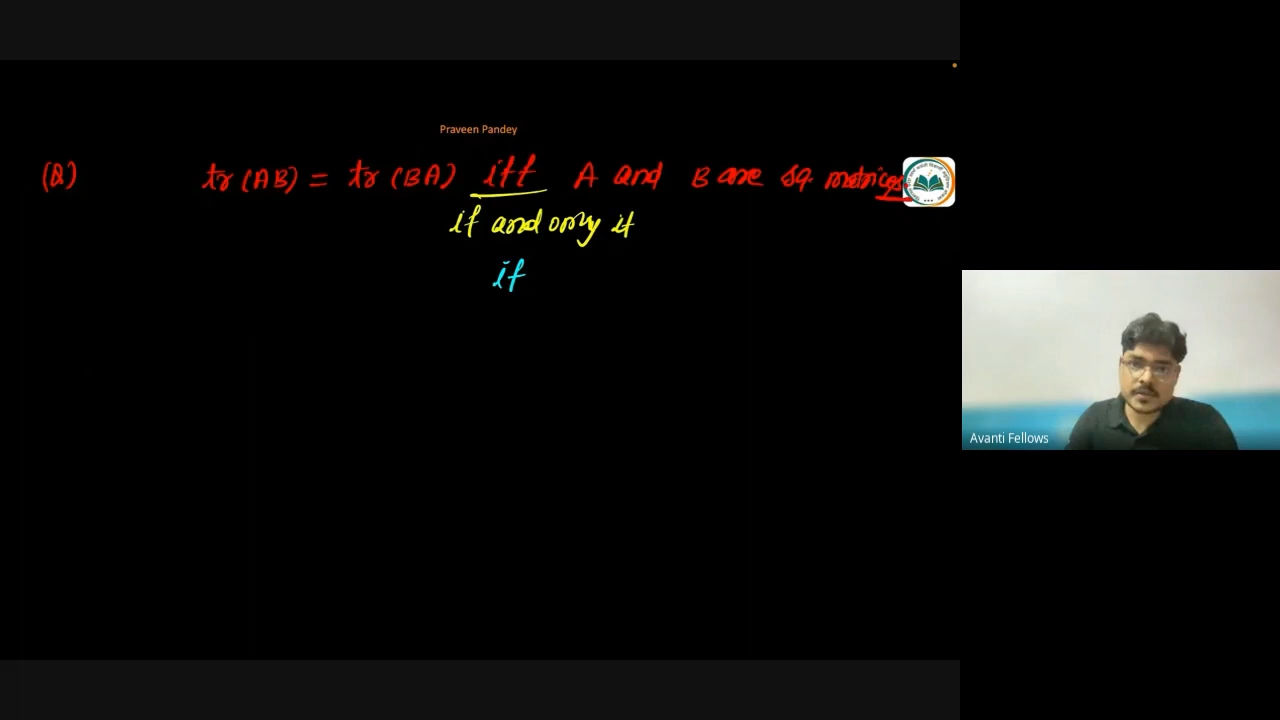 Praveen Pandey
(Q) tr (AB) = tr (BA) iff A and B are sq. matrices.
if and only if
if
Avanti Fellows